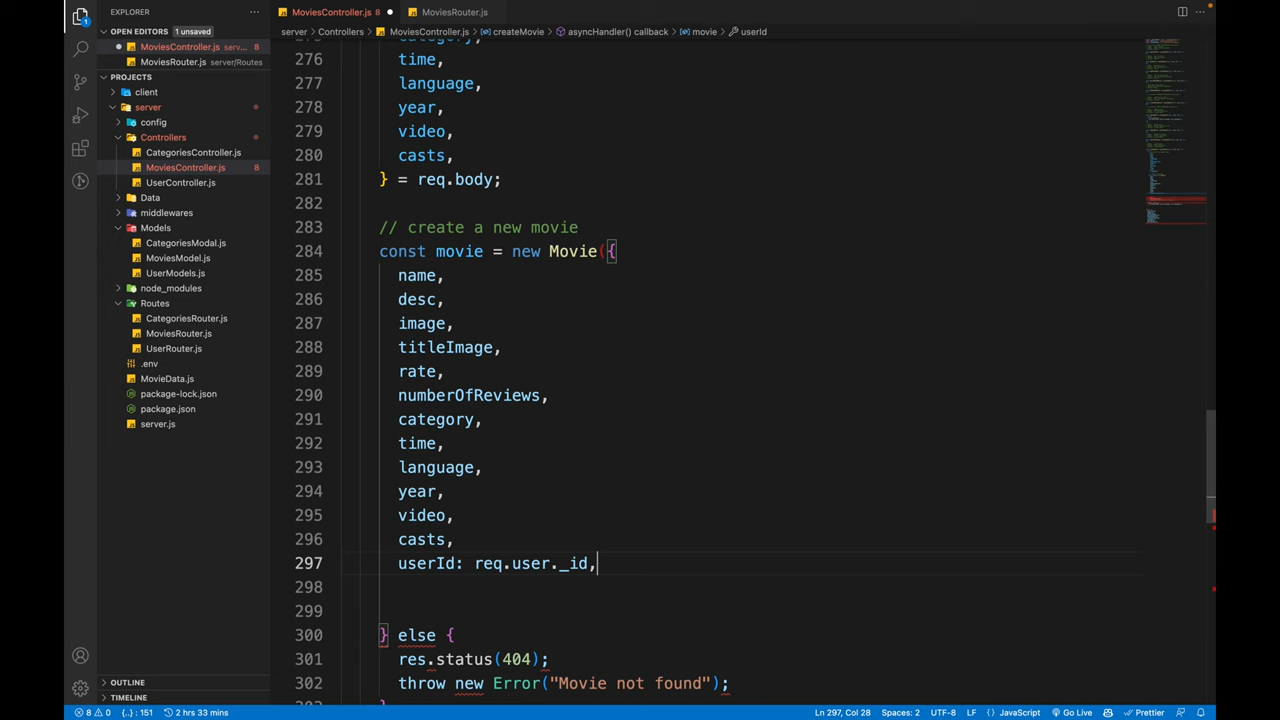 EXPLORER
MoviesController.js 8
MoviesRouter.js
OPEN EDITORS 1 unsaved
MoviesController.js serv... 8
MoviesRouter.js server/Routes
PROJECTS
client
server
config
Controllers
CategoriesController.js
MoviesController.js 8
UserController.js
Data
middlewares
Models
CategoriesModal.js
MoviesModel.js
UserModels.js
node_modules
Routes
CategoriesRouter.js
MoviesRouter.js
UserRouter.js
.env
MovieData.js
package-lock.json
package.json
server.js
OUTLINE
TIMELINE
server > Controllers > MoviesController.js > createMovie > asyncHandler() callback > movie > userId
category,
276 time,
277 language,
278 year,
279 video,
280 casts,
281 } = req.body;
282
283 // create a new movie
284 const movie = new Movie({
285 name,
286 desc,
287 image,
288 titleImage,
289 rate,
290 numberOfReviews,
291 category,
292 time,
293 language,
294 year,
295 video,
296 casts,
297 userId: req.user._id,
298
299
300 } else {
301 res.status(404);
302 throw new Error("Movie not found");
}
8 0 {..} : 151 2 hrs 33 mins Ln 297, Col 28 Spaces: 2 UTF-8 LF {} JavaScript Go Live Prettier